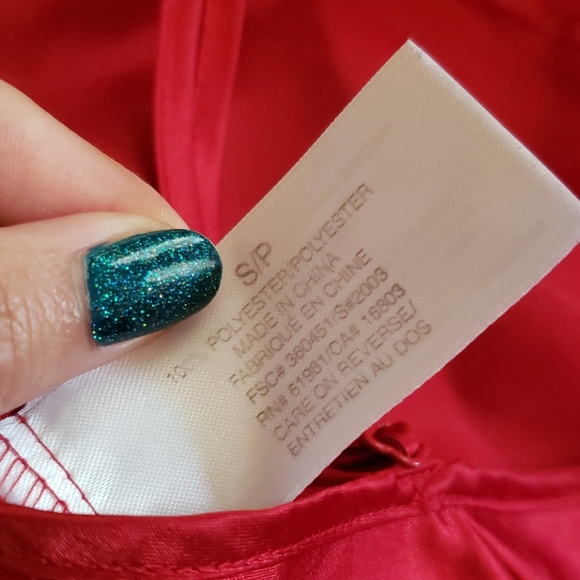 S/P
100% POLYESTER/POLYESTER
MADE IN CHINA
FABRIQUÉ EN CHINE
FSC# 360451/S#2003
RN# 51981/CA# 16803
CARE ON REVERSE/
ENTRETIEN AU DOS